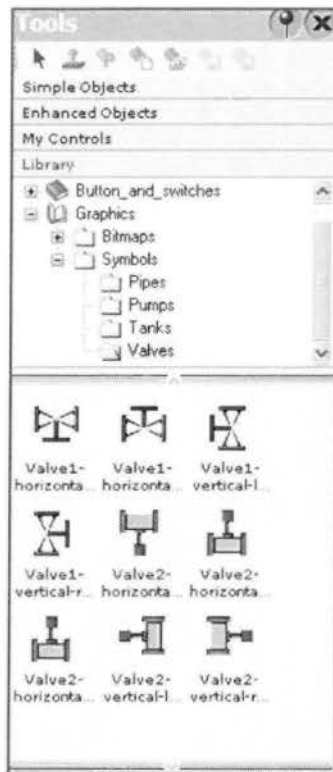 Tools
Simple Objects
Enhanced Objects
My Controls
Library
Button_and_switches
Graphics
Bitmaps
Symbols
Pipes
Pumps
Tanks
Valves
Valve1- Valve1- Valve1-
horizonta... horizonta... vertical-l...
Valve1- Valve2- Valve2-
vertical-r... horizonta... horizonta...
Valve2- Valve2- Valve2-
horizonta... vertical-l... vertical-r...